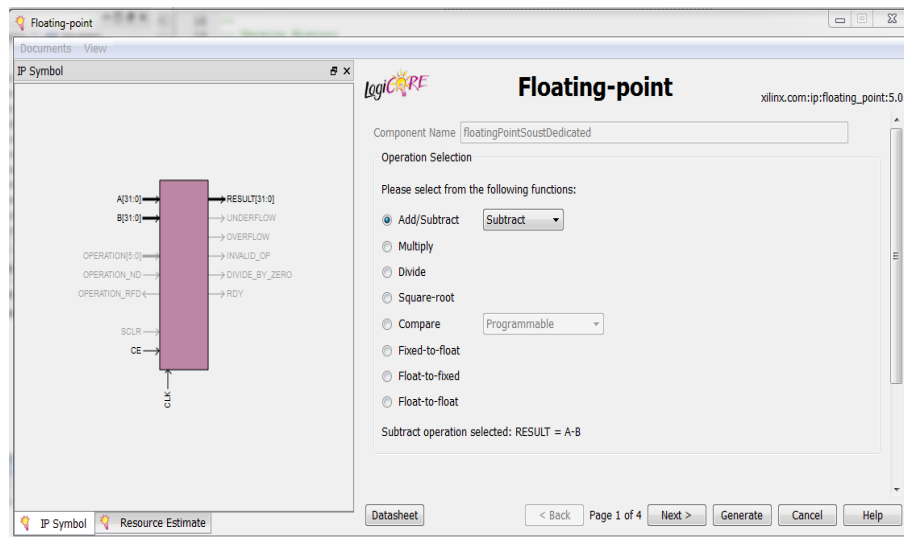 Floating-point
Documents View
IP Symbol
A[31:0]
B[31:0]
OPERATION[5:0]
OPERATION_ND
OPERATION_RFD
SCLR
CE
CLK
RESULT[31:0]
UNDERFLOW
OVERFLOW
INVALID_OP
DIVIDE_BY_ZERO
RDY
IP Symbol
Resource Estimate
LogiCORE
Floating-point
xilinx.com:ip:floating_point:5.0
Component Name floatingPointSoustDedicated
Operation Selection
Please select from the following functions:
Add/Subtract Subtract
Multiply
Divide
Square-root
Compare Programmable
Fixed-to-float
Float-to-fixed
Float-to-float
Subtract operation selected: RESULT = A-B
Datasheet < Back Page 1 of 4 Next > Generate Cancel Help